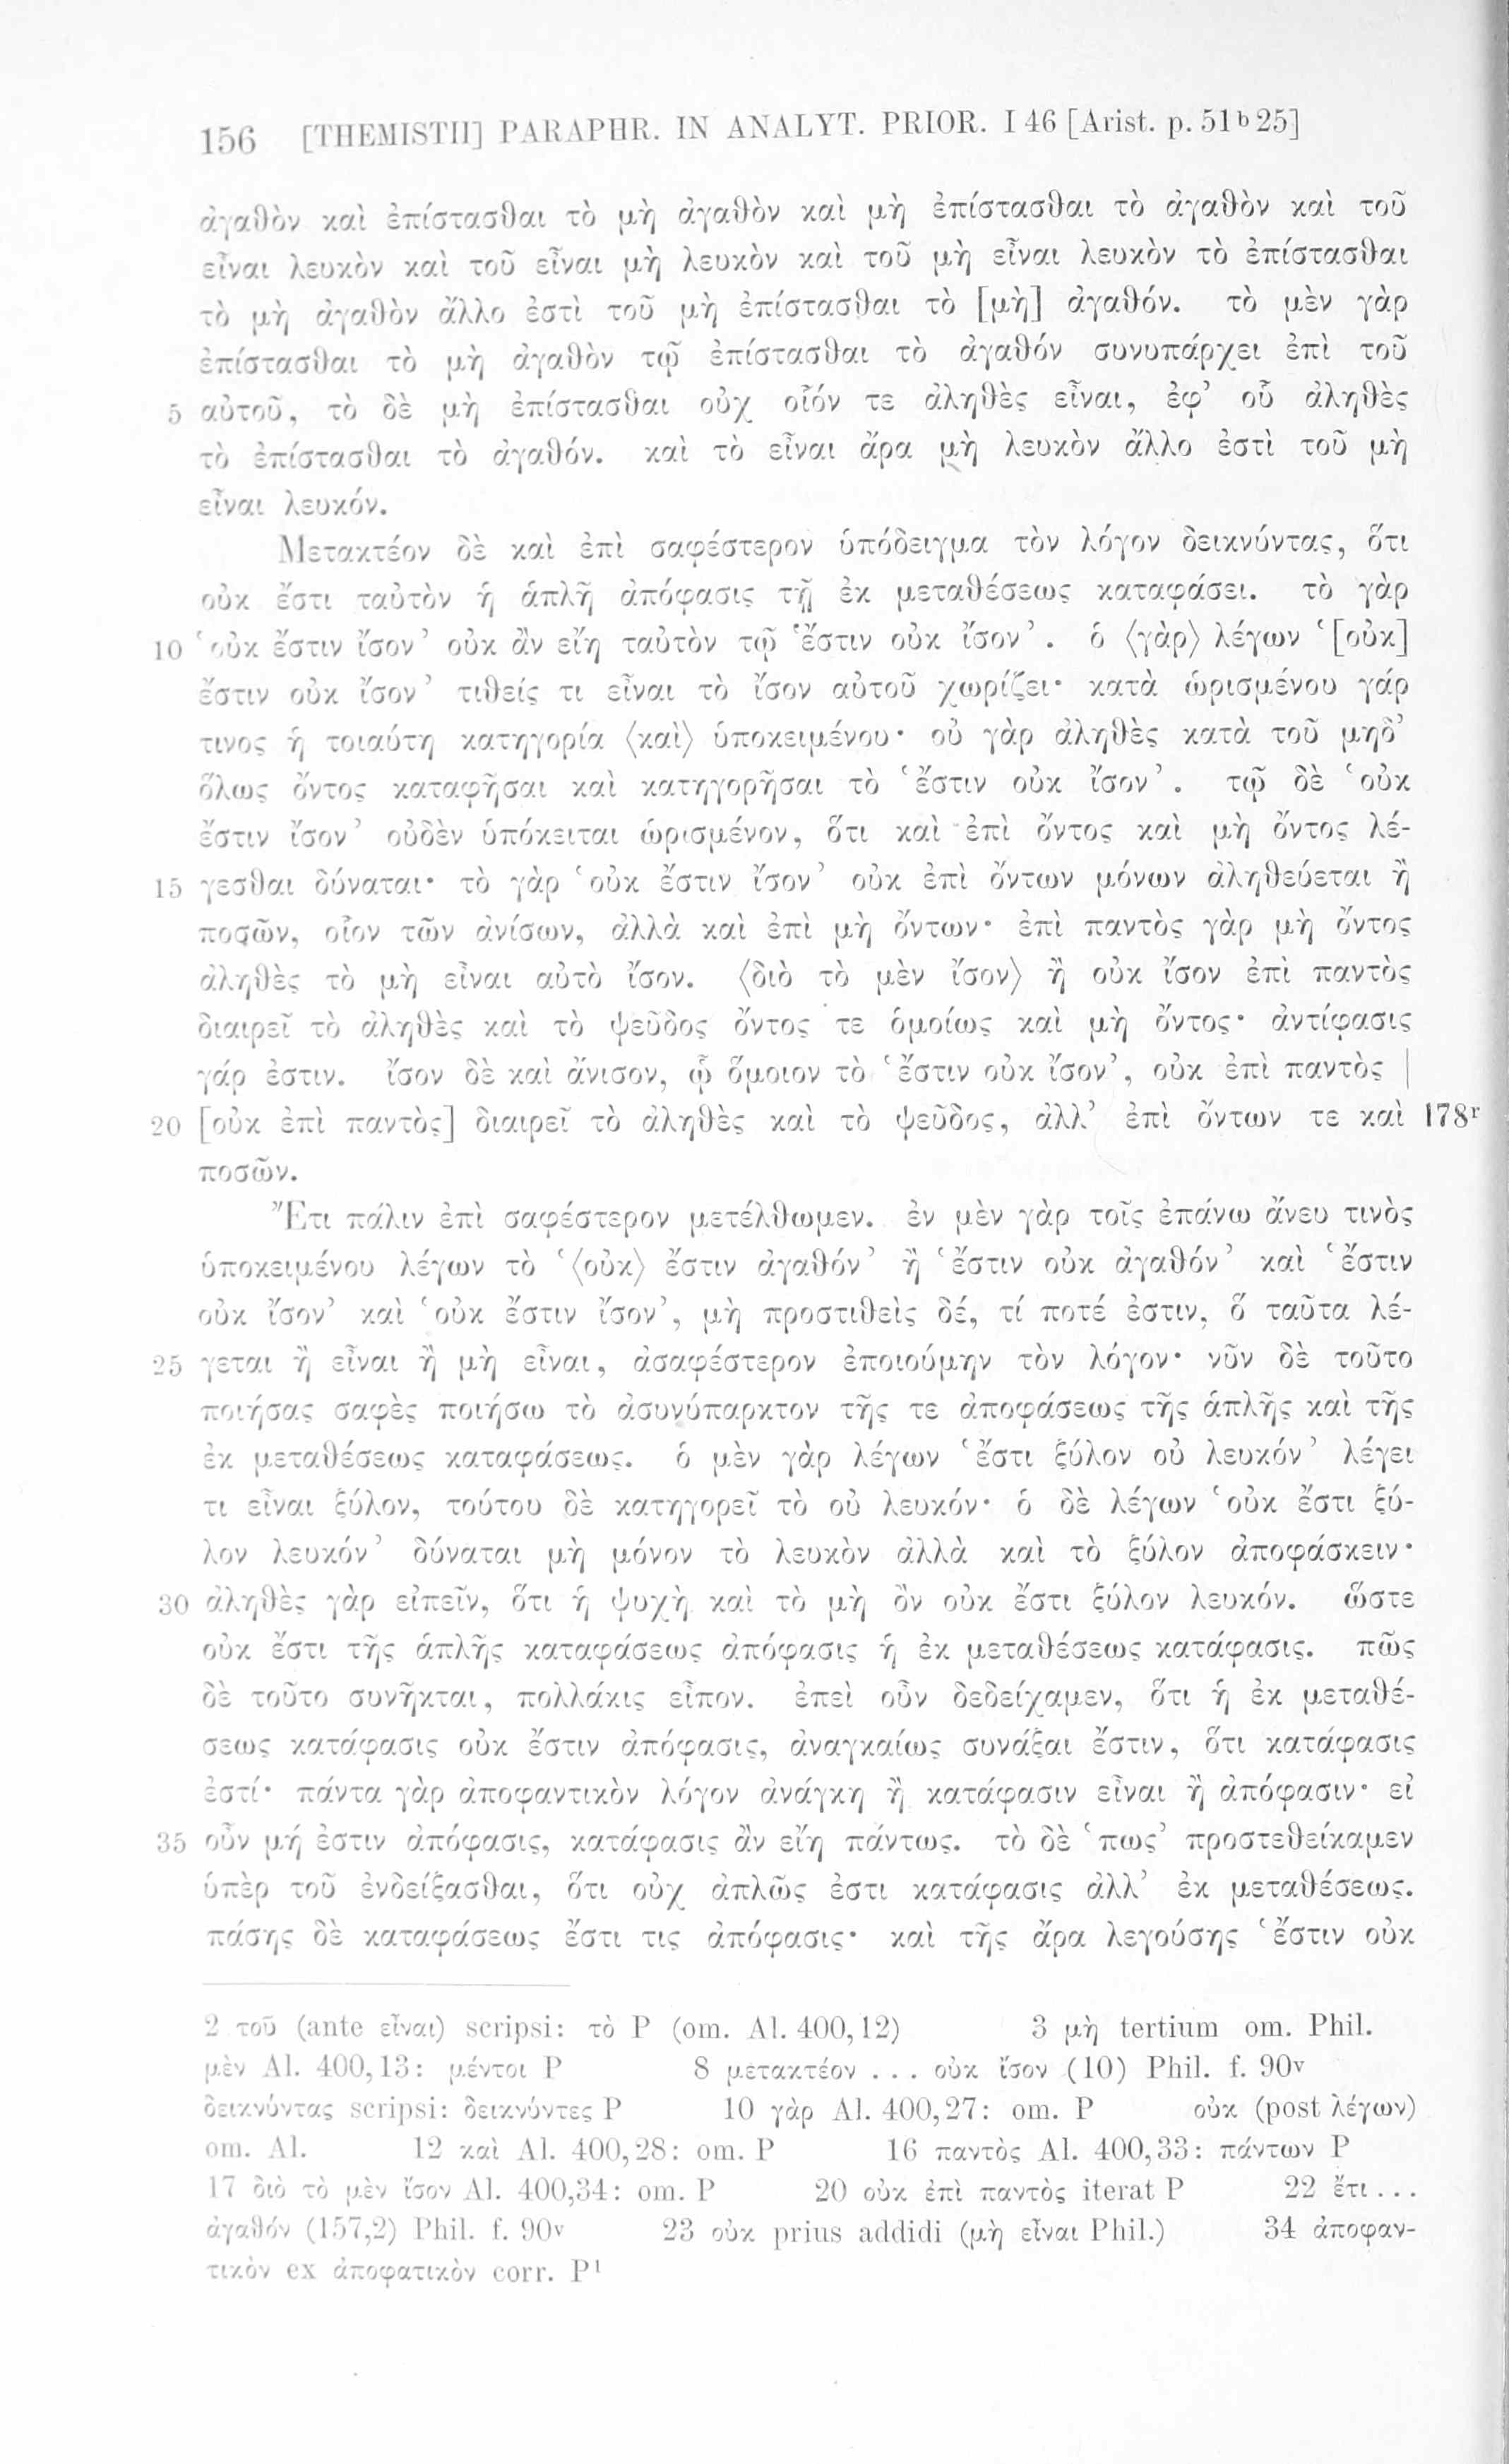 156 [THEMISTII] PARAPHR. IN ANALYT. PRIOR. I 46 [Arist. p. 51ᵇ 25]
ἀγαθὸν καὶ ἐπίστασθαι τὸ μὴ ἀγαθὸν καὶ μὴ ἐπίστασθαι τὸ ἀγαθὸν καὶ τοῦ
εἶναι λευκὸν καὶ τοῦ εἶναι μὴ λευκὸν καὶ τοῦ μὴ εἶναι λευκὸν τὸ ἐπίστασθαι
τὸ μὴ ἀγαθὸν ἄλλο ἐστὶ τοῦ μὴ ἐπίστασθαι τὸ [μὴ] ἀγαθόν. τὸ μὲν γὰρ
ἐπίστασθαι τὸ μὴ ἀγαθὸν τῷ ἐπίστασθαι τὸ ἀγαθόν συνυπάρχει ἐπὶ τοῦ
5 αὐτοῦ, τὸ δὲ μὴ ἐπίστασθαι οὐχ οἷόν τε ἀληθὲς εἶναι, ἐφ’ οὗ ἀληθὲς
τὸ ἐπίστασθαι τὸ ἀγαθόν. καὶ τὸ εἶναι ἄρα μὴ λευκὸν ἄλλο ἐστὶ τοῦ μὴ
εἶναι λευκόν.
Μετακτέον δὲ καὶ ἐπὶ σαφέστερον ὑπόδειγμα τὸν λόγον δεικνύντας, ὅτι
οὐκ ἔστι ταὐτὸν ἡ ἁπλῆ ἀπόφασις τῇ ἐκ μεταθέσεως καταφάσει. τὸ γὰρ
10 ‘οὐκ ἔστιν ἴσον’ οὐκ ἂν εἴη ταὐτὸν τῷ ‘ἔστιν οὐκ ἴσον’. ὁ ⟨γὰρ⟩ λέγων ‘[οὐκ]
ἔστιν οὐκ ἴσον’ τιθείς τι εἶναι τὸ ἴσον αὐτοῦ χωρίζει· κατὰ ὡρισμένου γάρ
τινος ἡ τοιαύτη κατηγορία ⟨καὶ⟩ ὑποκειμένου· οὐ γὰρ ἀληθὲς κατὰ τοῦ μηδ’
ὅλως ὄντος καταφῆσαι καὶ κατηγορῆσαι τὸ ‘ἔστιν οὐκ ἴσον’. τῷ δὲ ‘οὐκ
ἔστιν ἴσον’ οὐδὲν ὑπόκειται ὡρισμένον, ὅτι καὶ ἐπὶ ὄντος καὶ μὴ ὄντος λέ-
15 γεσθαι δύναται· τὸ γὰρ ‘οὐκ ἔστιν ἴσον’ οὐκ ἐπὶ ὄντων μόνων ἀληθεύεται ἢ
ποσῶν, οἷον τῶν ἀνίσων, ἀλλὰ καὶ ἐπὶ μὴ ὄντων· ἐπὶ παντὸς γὰρ μὴ ὄντος
ἀληθὲς τὸ μὴ εἶναι αὐτὸ ἴσον. ⟨διὸ τὸ μὲν ἴσον⟩ ἢ οὐκ ἴσον ἐπὶ παντὸς
διαιρεῖ τὸ ἀληθὲς καὶ τὸ ψεῦδος ὄντος τε ὁμοίως καὶ μὴ ὄντος· ἀντίφασις
γάρ ἐστιν. ἴσον δὲ καὶ ἄνισον, ᾧ ὅμοιον τὸ ‘ἔστιν οὐκ ἴσον’, οὐκ ἐπὶ παντὸς |
20 [οὐκ ἐπὶ παντὸς] διαιρεῖ τὸ ἀληθὲς καὶ τὸ ψεῦδος, ἀλλ’ ἐπὶ ὄντων τε καὶ 178ʳ
ποσῶν.
Ἔτι πάλιν ἐπὶ σαφέστερον μετέλθωμεν. ἐν μὲν γὰρ τοῖς ἐπάνω ἄνευ τινὸς
ὑποκειμένου λέγων τὸ ‘⟨οὐκ⟩ ἔστιν ἀγαθόν’ ἢ ‘ἔστιν οὐκ ἀγαθόν’ καὶ ‘ἔστιν
οὐκ ἴσον’ καὶ ‘οὐκ ἔστιν ἴσον’, μὴ προστιθεὶς δέ, τί ποτέ ἐστιν, ὃ ταῦτα λέ-
25 γεται ἢ εἶναι ἢ μὴ εἶναι, ἀσαφέστερον ἐποιούμην τὸν λόγον· νῦν δὲ τοῦτο
ποιήσας σαφὲς ποιήσω τὸ ἀσυνύπαρκτον τῆς τε ἀποφάσεως τῆς ἁπλῆς καὶ τῆς
ἐκ μεταθέσεως καταφάσεως. ὁ μὲν γὰρ λέγων ‘ἔστι ξύλον οὐ λευκόν’ λέγει
τι εἶναι ξύλον, τούτου δὲ κατηγορεῖ τὸ οὐ λευκόν· ὁ δὲ λέγων ‘οὐκ ἔστι ξύ-
λον λευκόν’ δύναται μὴ μόνον τὸ λευκὸν ἀλλὰ καὶ τὸ ξύλον ἀποφάσκειν·
30 ἀληθὲς γὰρ εἰπεῖν, ὅτι ἡ ψυχὴ καὶ τὸ μὴ ὂν οὐκ ἔστι ξύλον λευκόν. ὥστε
οὐκ ἔστι τῆς ἁπλῆς καταφάσεως ἀπόφασις ἡ ἐκ μεταθέσεως κατάφασις. πῶς
δὲ τοῦτο συνῆκται, πολλάκις εἶπον. ἐπεὶ οὖν δεδείχαμεν, ὅτι ἡ ἐκ μεταθέ-
σεως κατάφασις οὐκ ἔστιν ἀπόφασις, ἀναγκαίως συνάξαι ἔστιν, ὅτι κατάφασις
ἐστί· πάντα γὰρ ἀποφαντικὸν λόγον ἀνάγκη ἢ κατάφασιν εἶναι ἢ ἀπόφασιν· εἰ
35 οὖν μή ἐστιν ἀπόφασις, κατάφασις ἂν εἴη πάντως. τὸ δὲ ‘πως’ προστεθείκαμεν
ὑπὲρ τοῦ ἐνδείξασθαι, ὅτι οὐχ ἁπλῶς ἐστι κατάφασις ἀλλ’ ἐκ μεταθέσεως.
πάσης δὲ καταφάσεως ἔστι τις ἀπόφασις· καὶ τῆς ἄρα λεγούσης ‘ἔστιν οὐκ
2 τοῦ (ante εἶναι) scripsi: τὸ P (om. Al. 400,12) 3 μὴ tertium om. Phil.
μὲν Al. 400,13: μέντοι P 8 μετακτέον . . . οὐκ ἴσον (10) Phil. f. 90ᵛ
δεικνύντας scripsi: δεικνύντες P 10 γὰρ Al. 400,27: om. P οὐκ (post λέγων)
om. Al. 12 καὶ Al. 400,28: om. P 16 παντὸς Al. 400,33: πάντων P
17 διὸ τὸ μὲν ἴσον Al. 400,34: om. P 20 οὐκ ἐπὶ παντὸς iterat P 22 ἔτι . . .
ἀγαθόν (157,2) Phil. f. 90ᵛ 23 οὐκ prius addidi (μὴ εἶναι Phil.) 34 ἀποφαν-
τικὸν ex ἀποφατικὸν corr. P¹